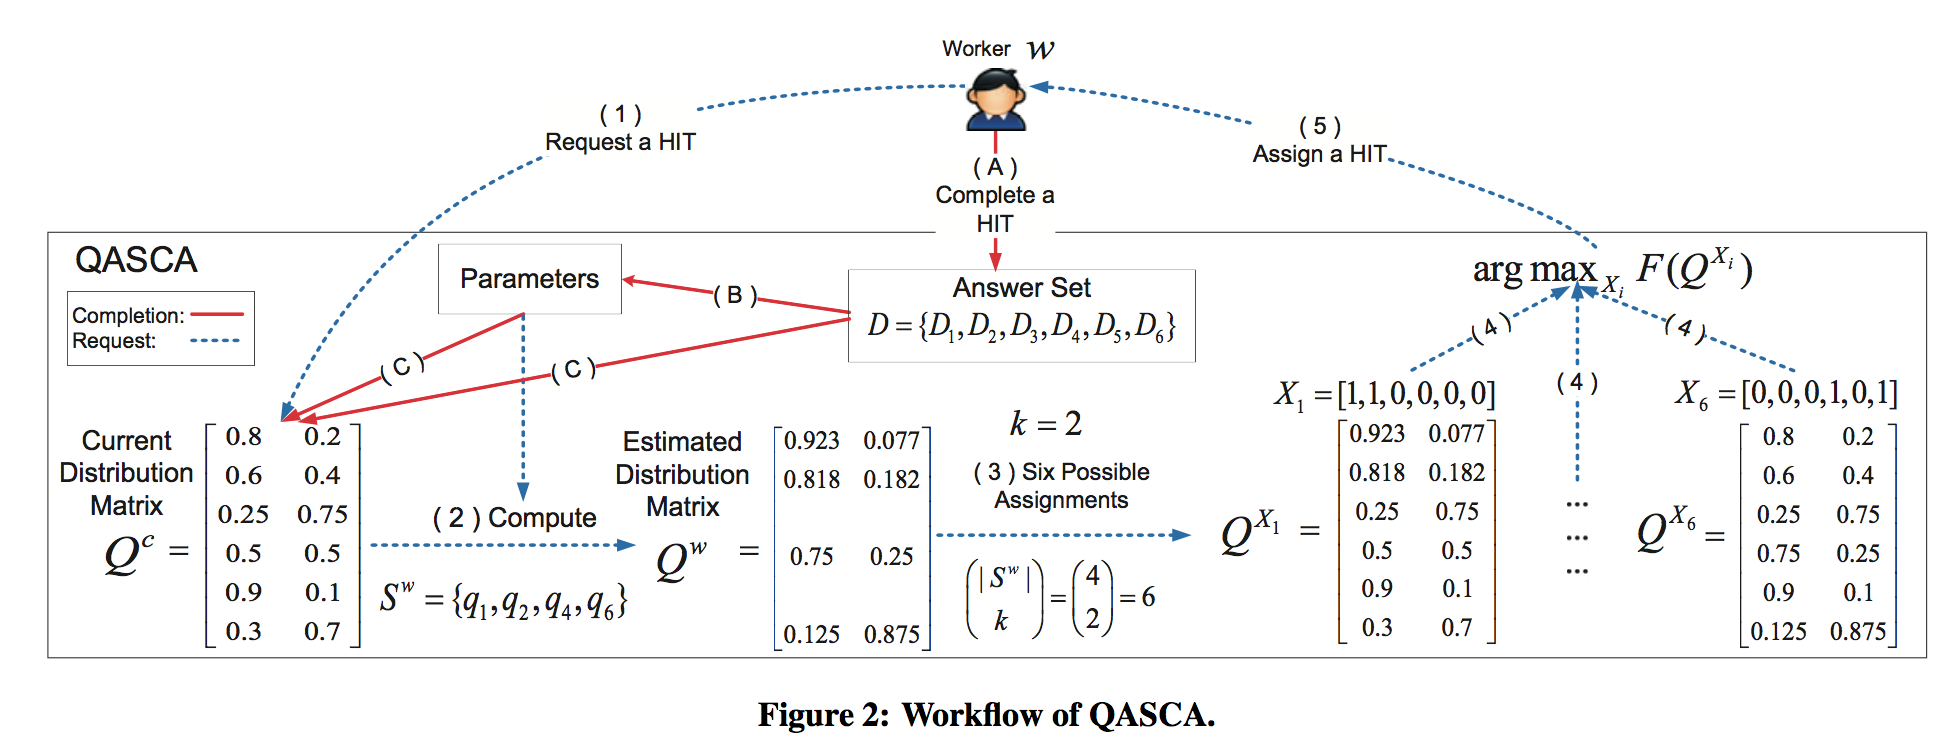 Worker w
( 1 )
Request a HIT
( 5 )
Assign a HIT
( A )
Complete a
HIT
QASCA
Completion:
Request:
Parameters
( B )
Answer Set
D = {D₁, D₂, D₃, D₄, D₅, D₆}
arg max_{X_i} F(Q^{X_i})
( C )
( C )
( 4 )
( 4 )
( 4 )
Current
Distribution
Matrix
Q^c =
0.8 0.2
0.6 0.4
0.25 0.75
0.5 0.5
0.9 0.1
0.3 0.7
( 2 ) Compute
S^w = {q₁, q₂, q₄, q₆}
Estimated
Distribution
Matrix
Q^w =
0.923 0.077
0.818 0.182
0.75 0.25
0.125 0.875
k = 2
( 3 ) Six Possible
Assignments
(|S^w| k) = (4 2) = 6
X₁ = [1,1,0,0,0,0]
Q^{X₁} =
0.923 0.077
0.818 0.182
0.25 0.75
0.5 0.5
0.9 0.1
0.3 0.7
...
...
...
X₆ = [0,0,0,1,0,1]
Q^{X₆} =
0.8 0.2
0.6 0.4
0.25 0.75
0.75 0.25
0.9 0.1
0.125 0.875
Figure 2: Workflow of QASCA.